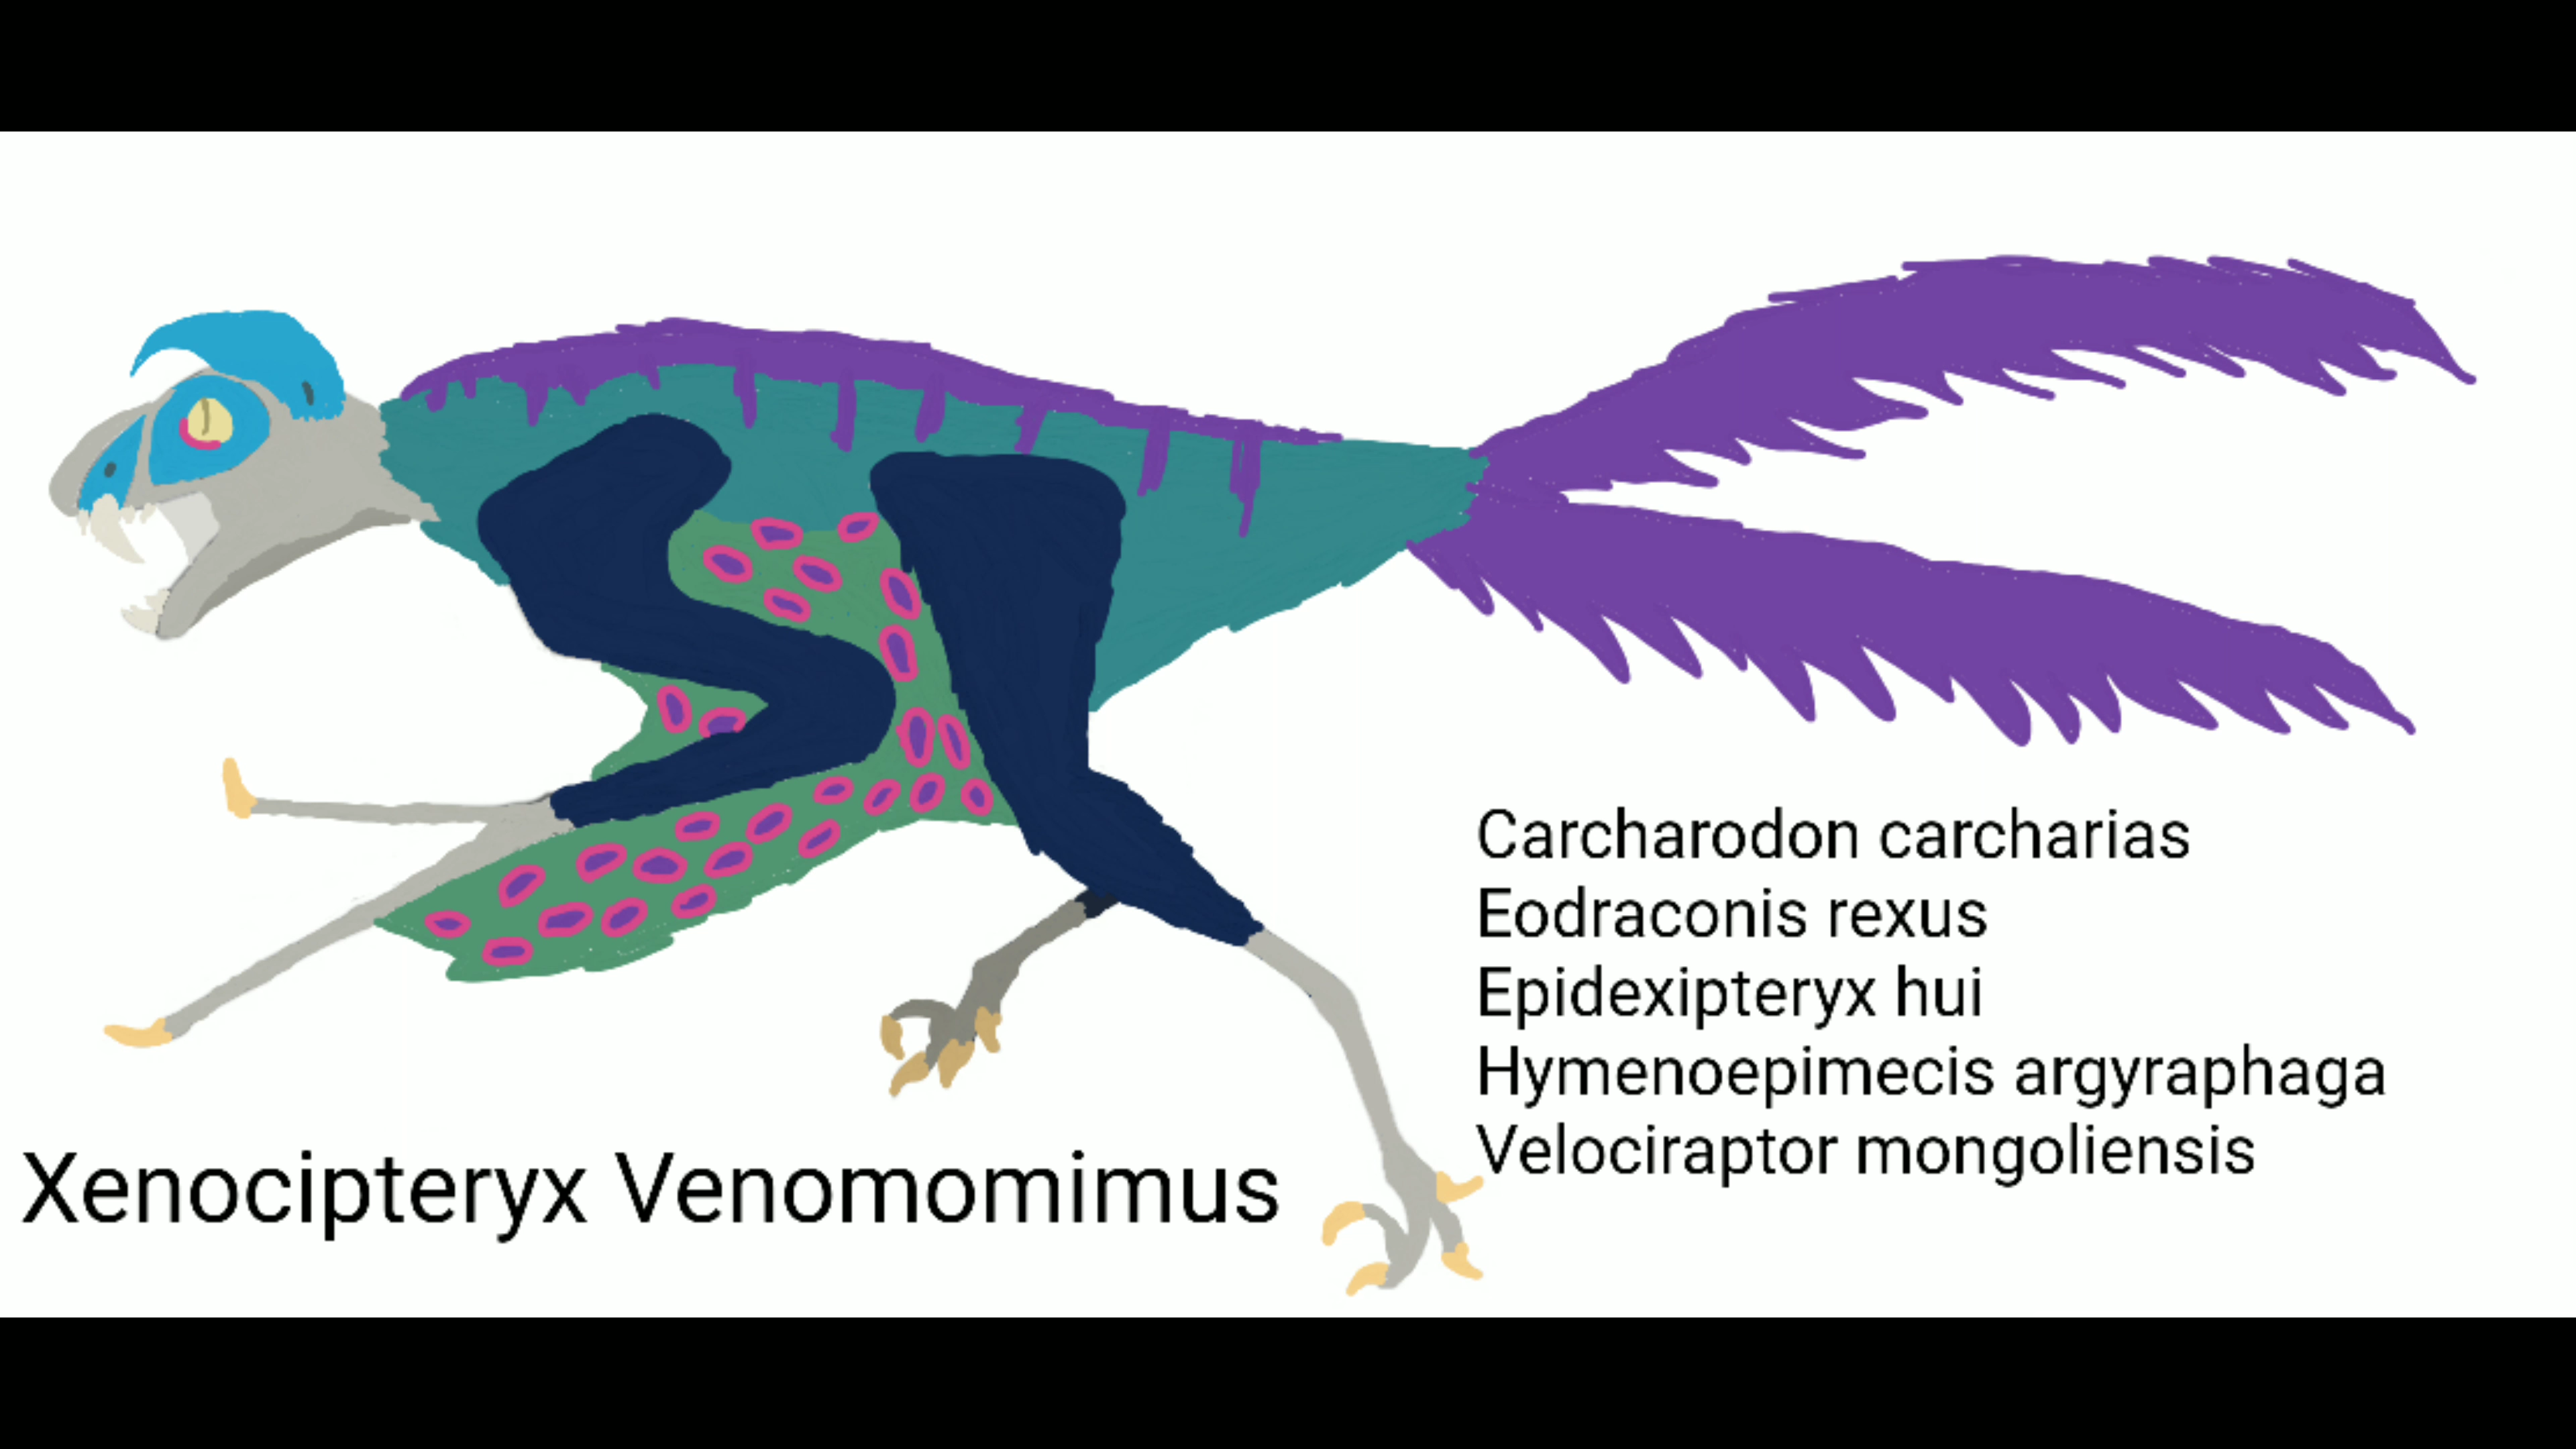 Carcharodon carcharias
Eodraconis rexus
Epidexipteryx hui
Hymenoepimecis argyraphaga
Velociraptor mongoliensis
Xenocipteryx Venomomimus